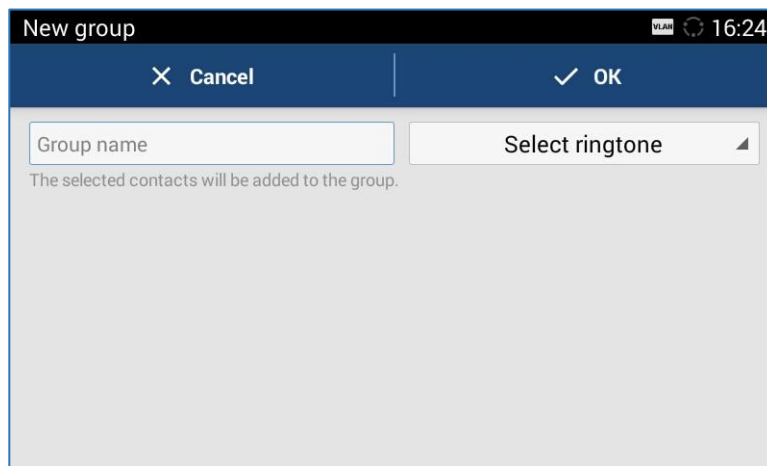 New group VLAN 16:24
Cancel OK
Group name Select ringtone
The selected contacts will be added to the group.